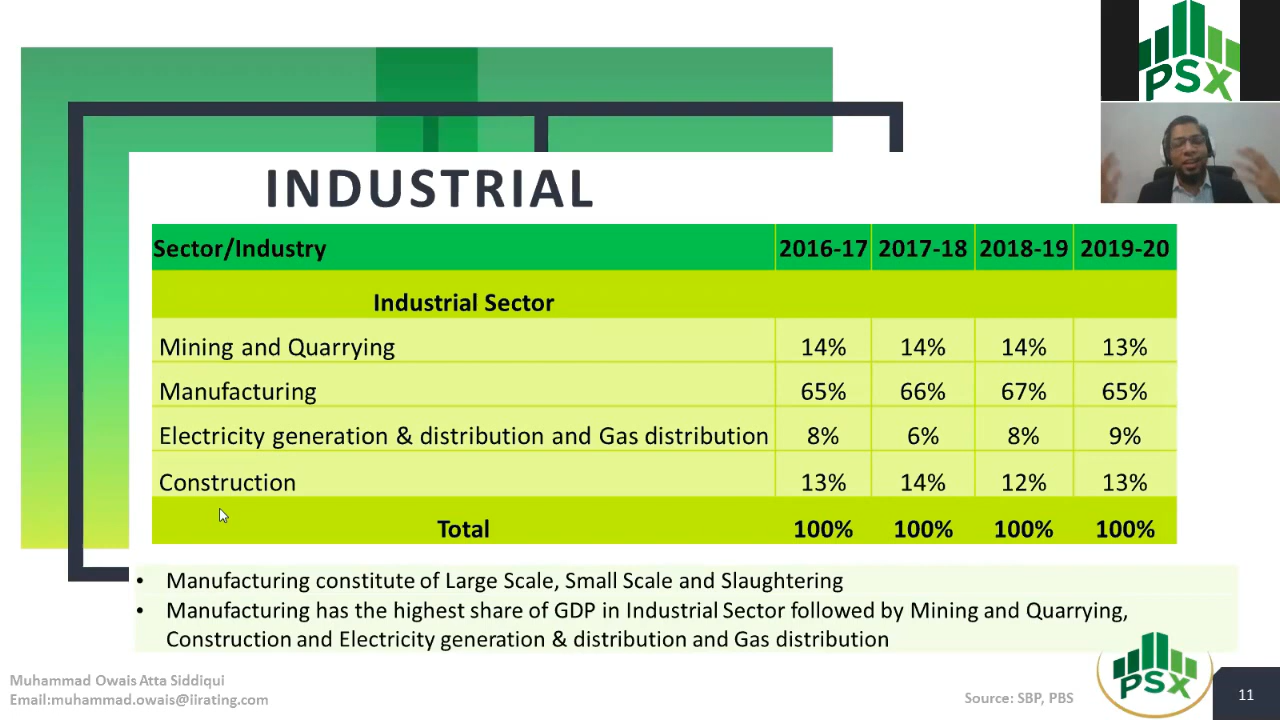 PSX
INDUSTRIAL
Sector/Industry 2016-17 2017-18 2018-19 2019-20
Industrial Sector
Mining and Quarrying 14% 14% 14% 13%
Manufacturing 65% 66% 67% 65%
Electricity generation & distribution and Gas distribution 8% 6% 8% 9%
Construction 13% 14% 12% 13%
Total 100% 100% 100% 100%
• Manufacturing constitute of Large Scale, Small Scale and Slaughtering
• Manufacturing has the highest share of GDP in Industrial Sector followed by Mining and Quarrying,
Construction and Electricity generation & distribution and Gas distribution
PSX
Muhammad Owais Atta Siddiqui
Email:muhammad.owais@iirating.com
Source: SBP, PBS
11